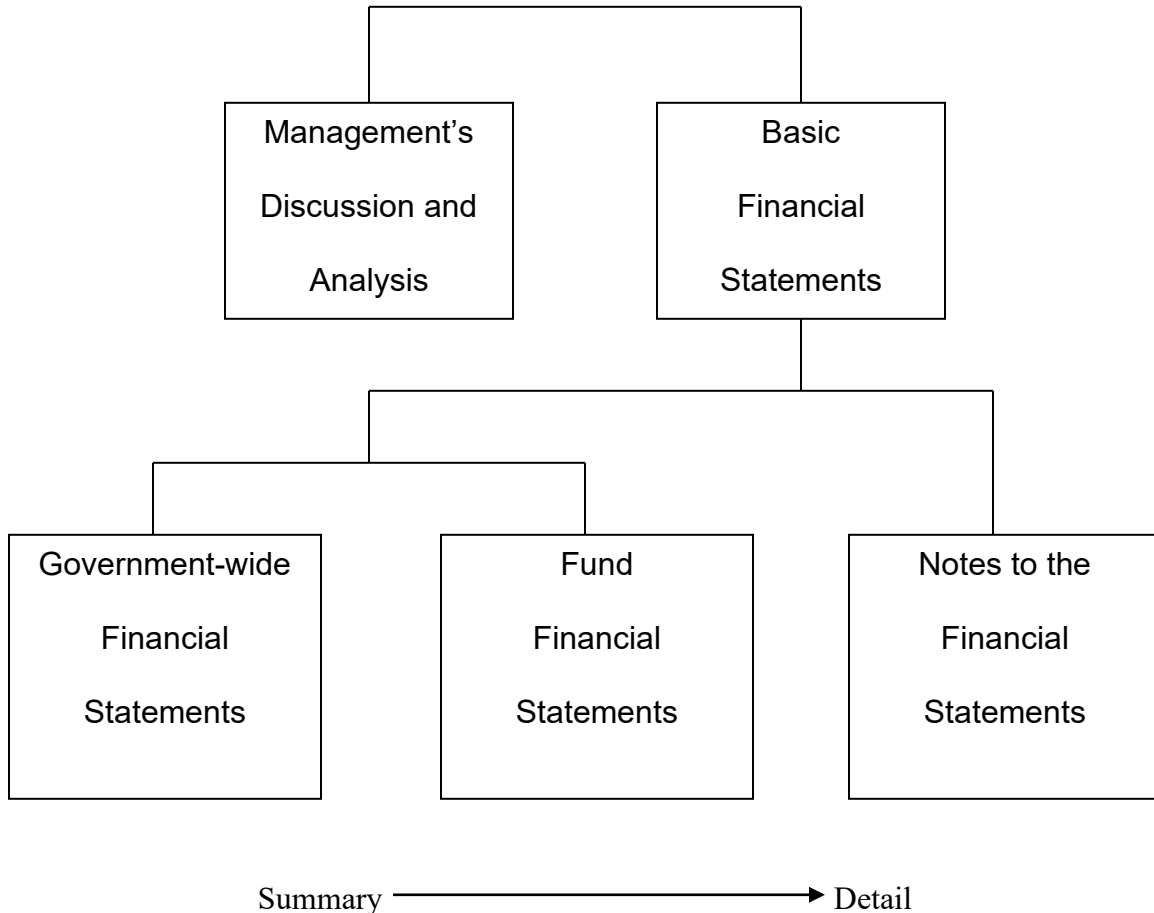 Management’s
Discussion and
Analysis
Basic
Financial
Statements
Government-wide
Financial
Statements
Fund
Financial
Statements
Notes to the
Financial
Statements
Summary
Detail